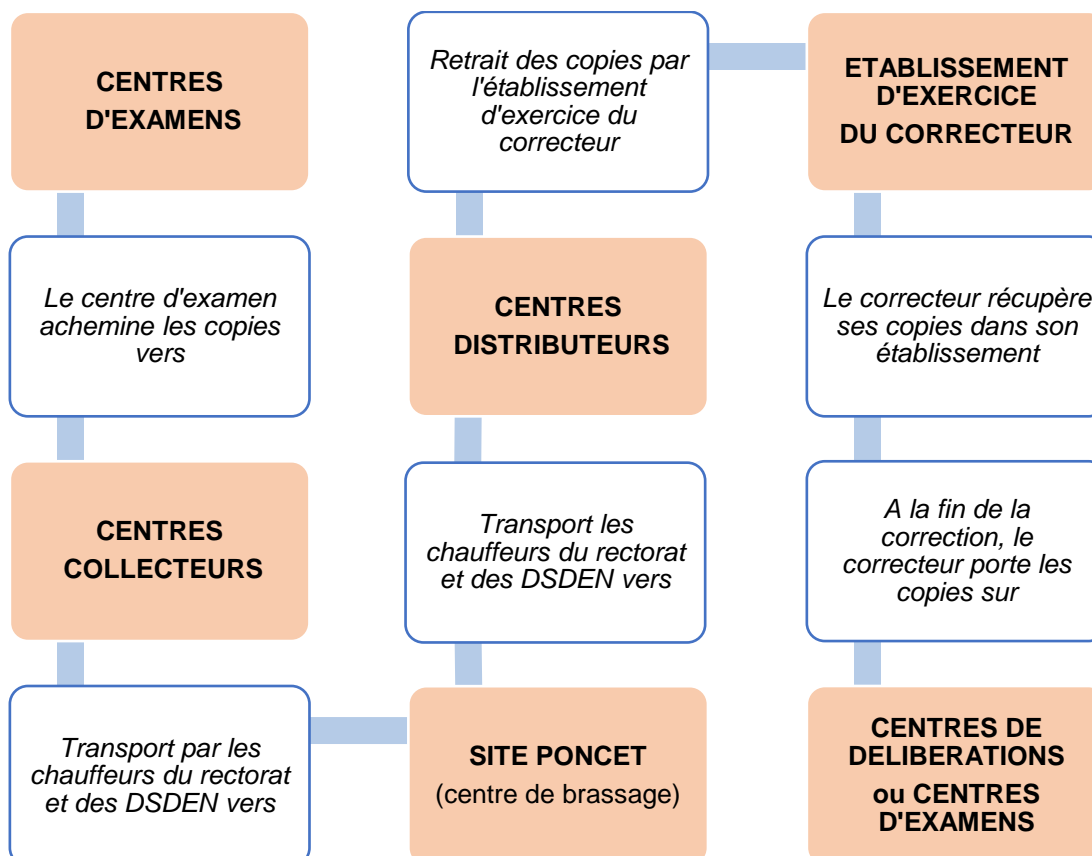 CENTRES
D'EXAMENS
Le centre d'examen
achemine les copies
vers
CENTRES
COLLECTEURS
Transport par les
chauffeurs du rectorat
et des DSDEN vers
SITE PONCET
(centre de brassage)
Transport les
chauffeurs du rectorat
et des DSDEN vers
CENTRES
DISTRIBUTEURS
Retrait des copies par
l'établissement
d'exercice du
correcteur
ETABLISSEMENT
D'EXERCICE
DU CORRECTEUR
Le correcteur récupère
ses copies dans son
établissement
A la fin de la
correction, le
correcteur porte les
copies sur
CENTRES DE
DELIBERATIONS
ou CENTRES
D'EXAMENS